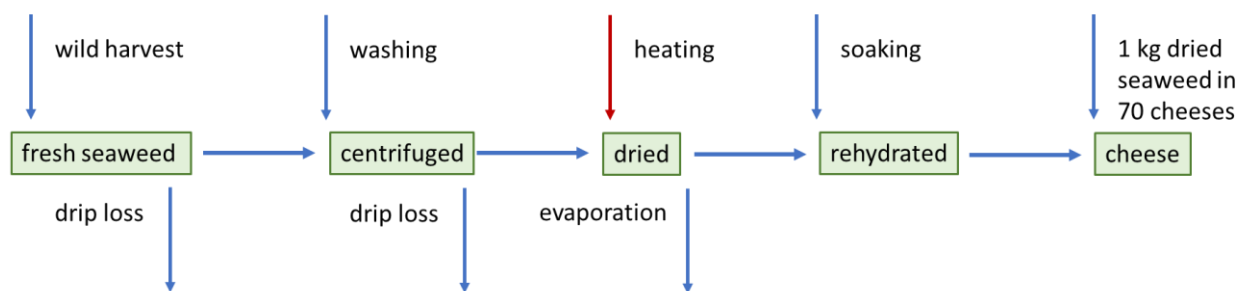 wild harvest
washing
heating
soaking
1 kg dried
seaweed in
70 cheeses
fresh seaweed
centrifuged
dried
rehydrated
cheese
drip loss
drip loss
evaporation